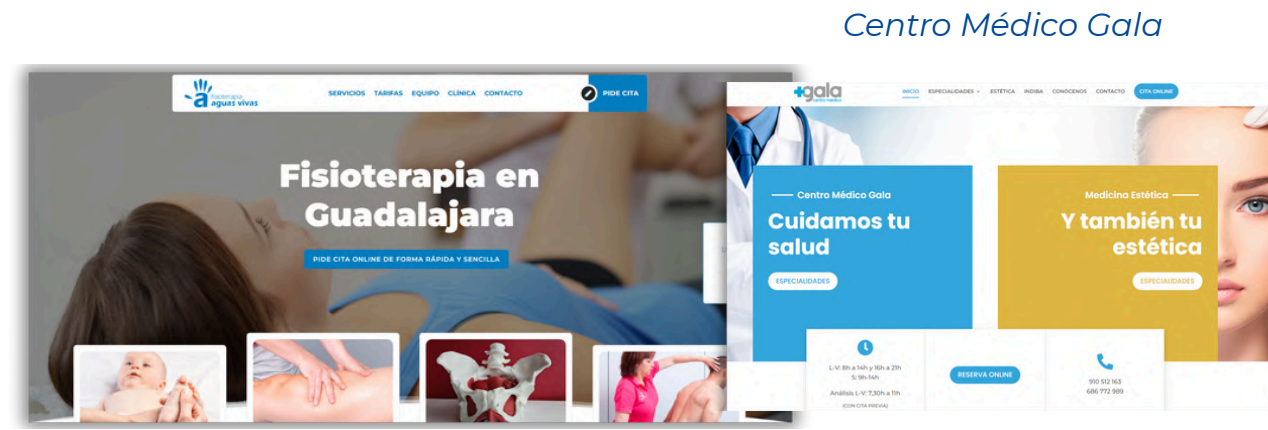 Centro Médico Gala
fisioterapia
aguas vivas
SERVICIOS TARIFAS EQUIPO CLÍNICA CONTACTO
PIDE CITA
Fisioterapia en
Guadalajara
PIDE CITA ONLINE DE FORMA RÁPIDA Y SENCILLA
+gala
centro médico
INICIO ESPECIALIDADES ESTÉTICA INDIBA CONÓCENOS CONTACTO
CITA ONLINE
Centro Médico Gala
Cuidamos tu
salud
ESPECIALIDADES
Medicina Estética
Y también tu
estética
ESPECIALIDADES
L-V: 8h a 14h y 16h a 21h
S: 9h-14h
Análisis L-V: 7,30h a 11h
(CON CITA PREVIA)
RESERVA ONLINE
910 512 163
686 772 989